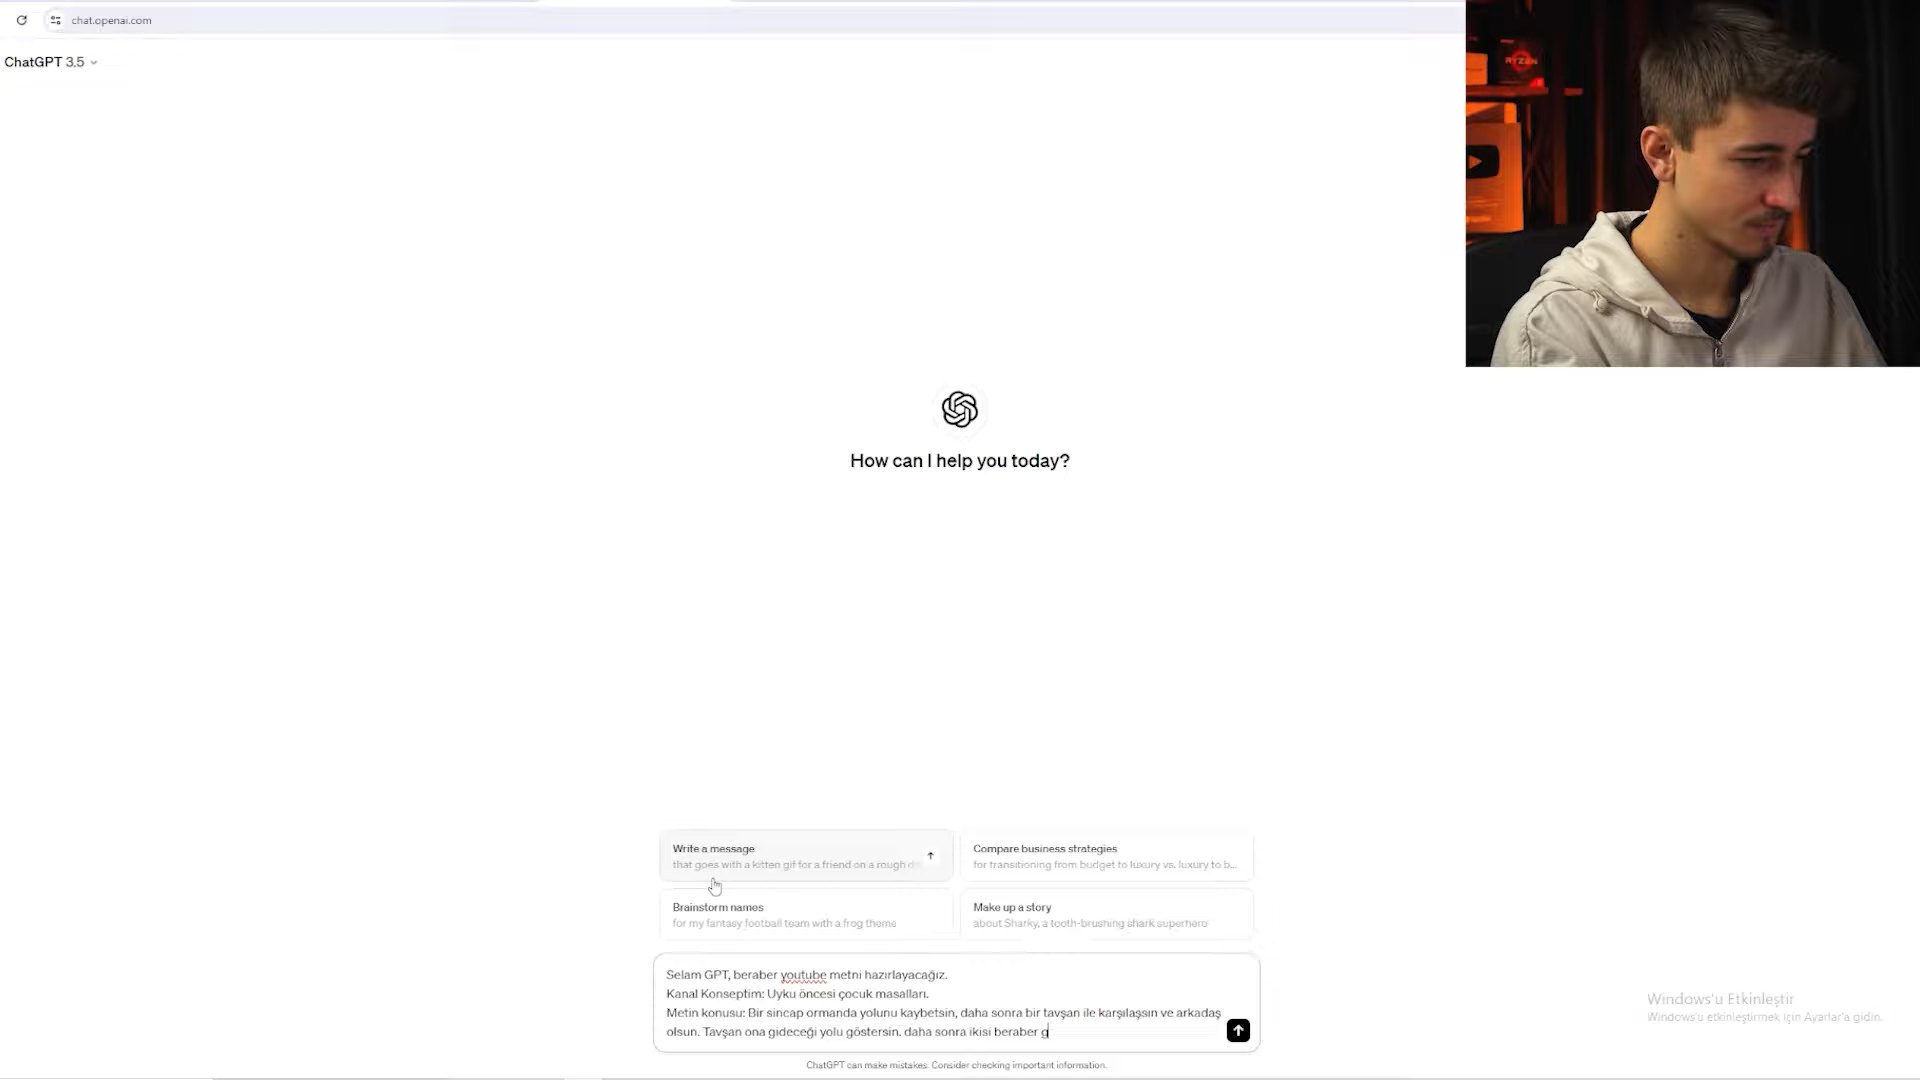 chat.openai.com
ChatGPT 3.5
RYZEN
How can I help you today?
Write a message
that goes with a kitten gif for a friend on a rough
Compare business strategies
for transitioning from budget to luxury vs. luxury to b...
Brainstorm names
for my fantasy football team with a frog theme
Make up a story
about Sharky, a tooth-brushing shark superhero
Selam GPT, beraber youtube metni hazırlayacağız.
Kanal Konseptim: Uyku öncesi çocuk masalları.
Metin konusu: Bir sincap ormanda yolunu kaybetsin, daha sonra bir tavşan ile karşılaşsın ve arkadaş
olsun. Tavşan ona gideceği yolu göstersin. daha sonra ikisi beraber g
ChatGPT can make mistakes. Consider checking important information.
Windows'u Etkinleştir
Windows'u etkinleştirmek için Ayarlar'a gidin.